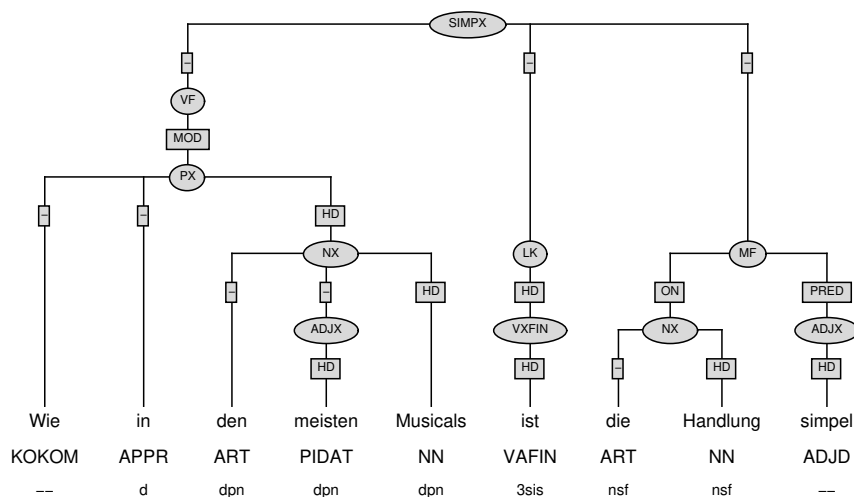 SIMPX
– – –
VF
MOD
PX
– – HD
NX LK MF
– – HD HD ON PRED
ADJX VXFIN NX ADJX
HD HD – HD HD
Wie in den meisten Musicals ist die Handlung simpel
KOKOM APPR ART PIDAT NN VAFIN ART NN ADJD
–– d dpn dpn dpn 3sis nsf nsf ––